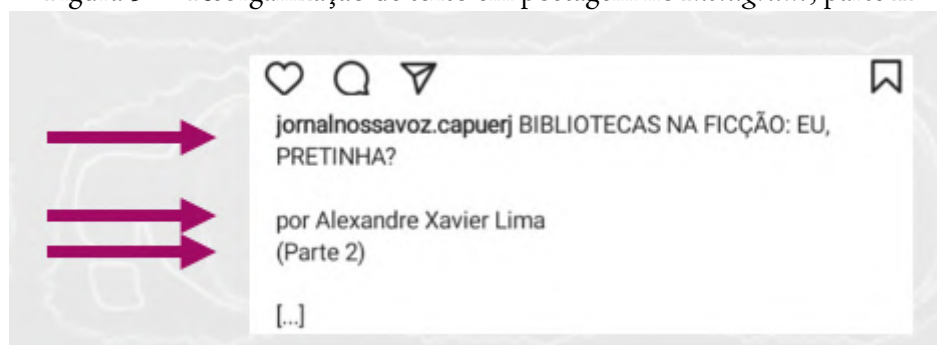 jornalnossavoz.capuerj BIBLIOTECAS NA FICÇÃO: EU,
PRETINHA?
por Alexandre Xavier Lima
(Parte 2)
[...]